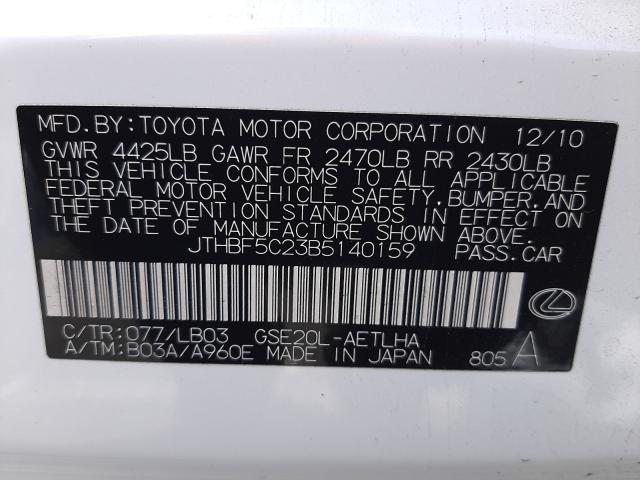 MFD.BY:TOYOTA MOTOR CORPORATION 12/10
GVWR 4425LB GAWR FR 2470LB RR 2430LB
THIS VEHICLE CONFORMS TO ALL APPLICABLE
FEDERAL MOTOR VEHICLE SAFETY,BUMPER,AND
THEFT PREVENTION STANDARDS IN EFFECT ON
THE DATE OF MANUFACTURE SHOWN ABOVE.
JTHBF5C23B5140159 PASS.CAR
C/TR:077/LB03 GSE20L-AETLHA
A/TM:B03A/A960E MADE IN JAPAN 805 A